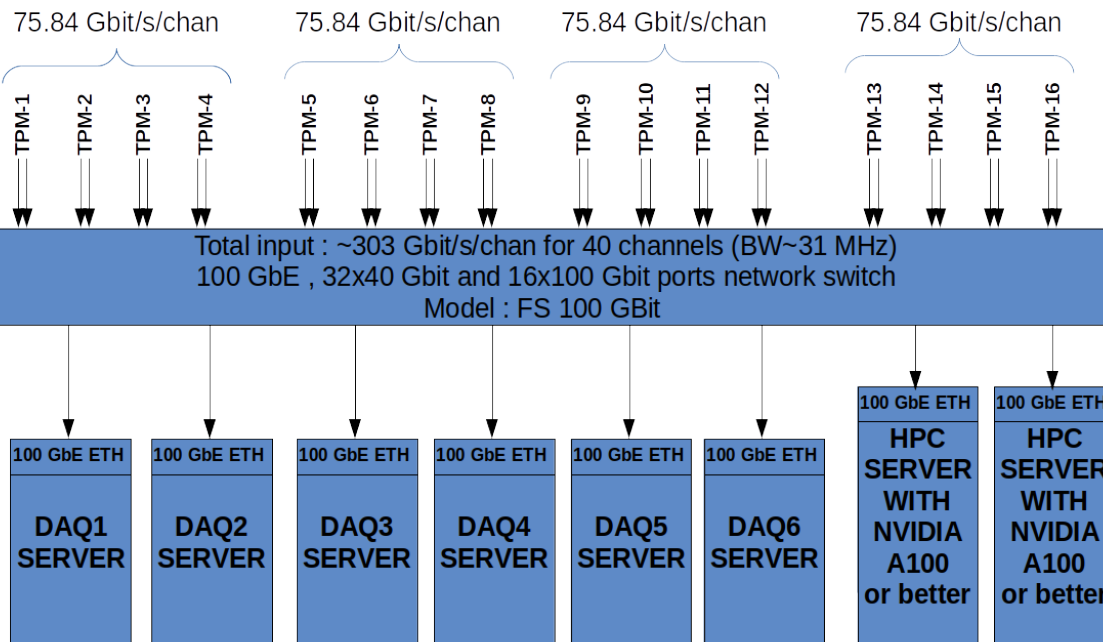 75.84 Gbit/s/chan
75.84 Gbit/s/chan
75.84 Gbit/s/chan
75.84 Gbit/s/chan
TPM-1
TPM-2
TPM-3
TPM-4
TPM-5
TPM-6
TPM-7
TPM-8
TPM-9
TPM-10
TPM-11
TPM-12
TPM-13
TPM-14
TPM-15
TPM-16
Total input : ~303 Gbit/s/chan for 40 channels (BW~31 MHz)
100 GbE , 32x40 Gbit and 16x100 Gbit ports network switch
Model : FS 100 GBit
100 GbE ETH
DAQ1
SERVER
100 GbE ETH
DAQ2
SERVER
100 GbE ETH
DAQ3
SERVER
100 GbE ETH
DAQ4
SERVER
100 GbE ETH
DAQ5
SERVER
100 GbE ETH
DAQ6
SERVER
100 GbE ETH
HPC
SERVER
WITH
NVIDIA
A100
or better
100 GbE ETH
HPC
SERVER
WITH
NVIDIA
A100
or better